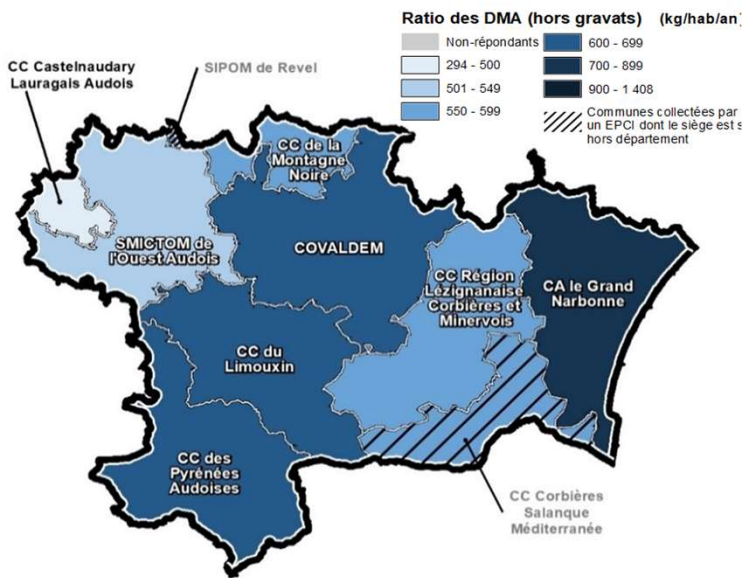 Ratio des DMA (hors gravats) (kg/hab/an)
Non-répondants
294 - 500
501 - 549
550 - 599
600 - 699
700 - 899
900 - 1 408
Communes collectées par
un EPCI dont le siège est s
hors département
CC Castelnaudary
Lauragais Audois
SIPOM de Revel
CC de la
Montagne
Noire
SMICTOM de
l'Ouest Audois
COVALDEM
CC Région
Lézignanaise
Corbières et
Minervois
CA le Grand
Narbonne
CC du
Limouxin
CC des
Pyrénées
Audoises
CC Corbières
Salanque
Méditerranée